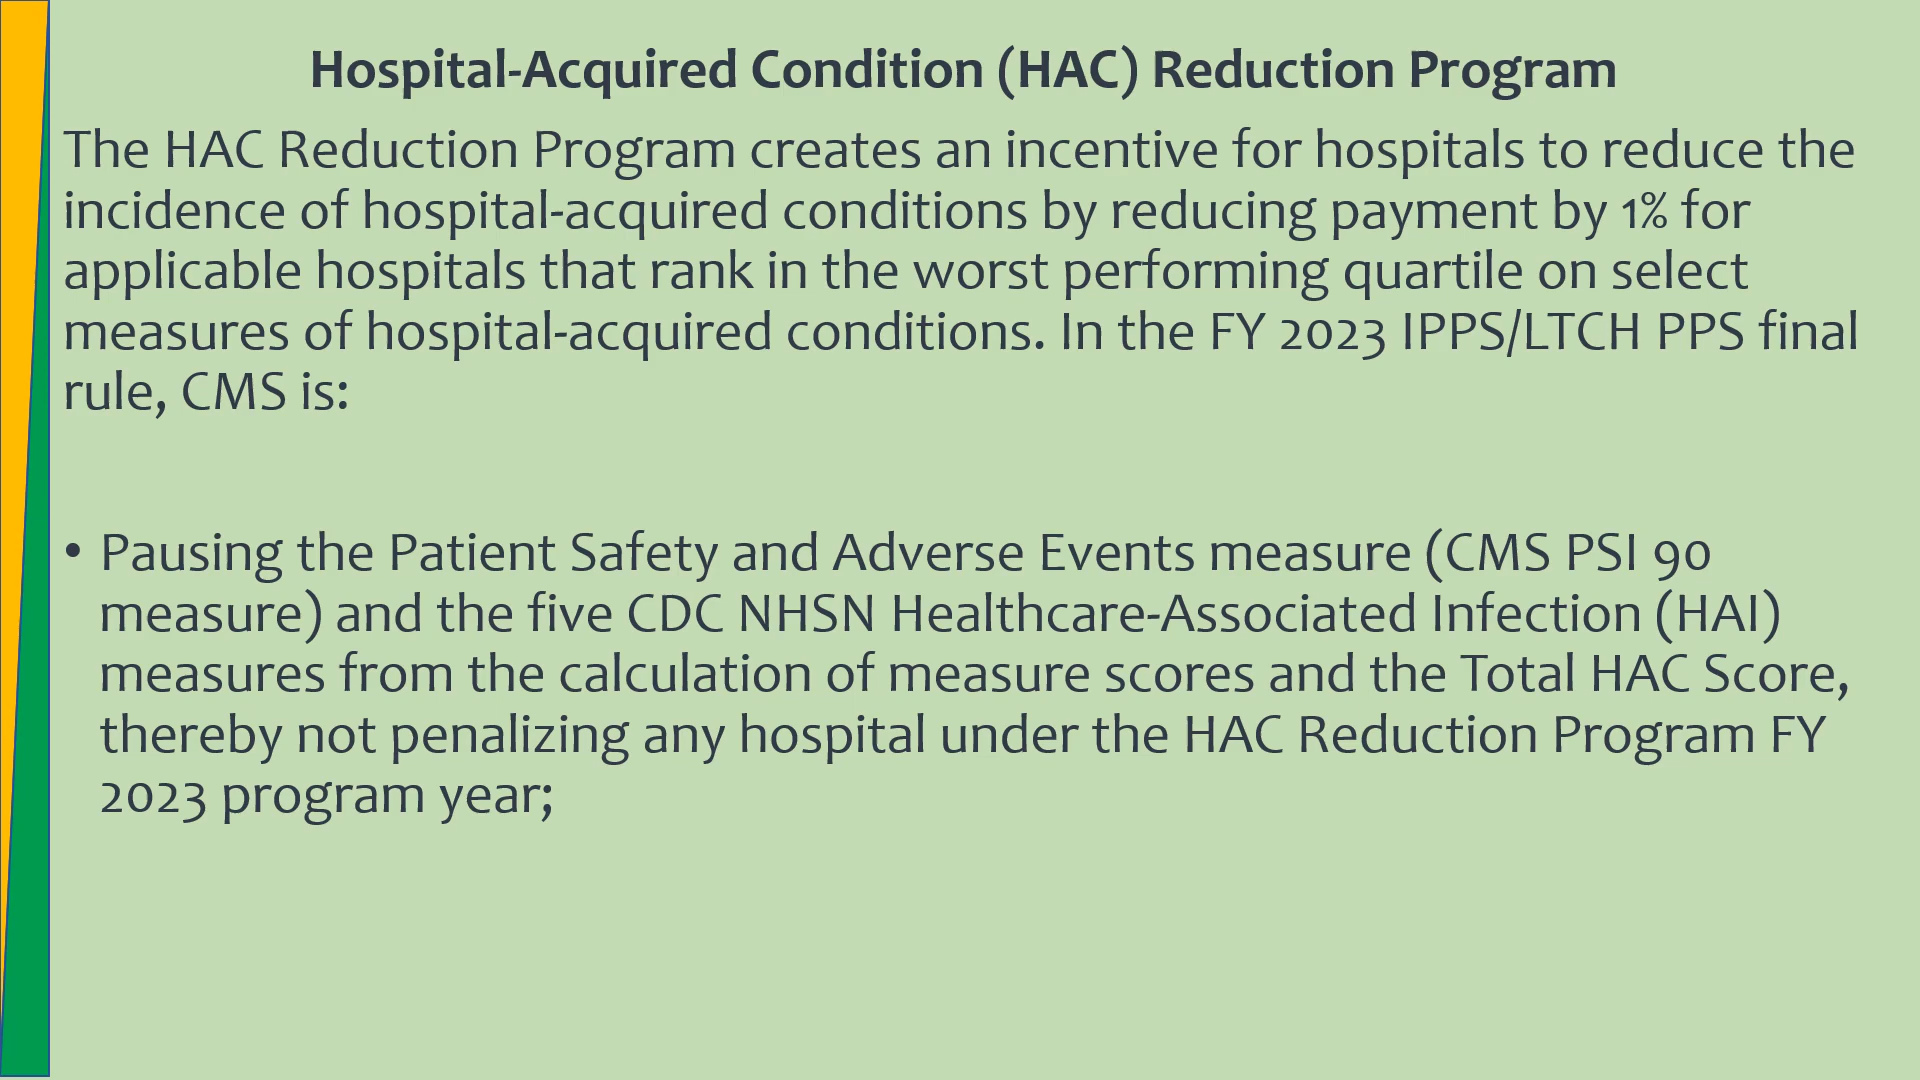 Hospital-Acquired Condition (HAC) Reduction Program
The HAC Reduction Program creates an incentive for hospitals to reduce the
incidence of hospital-acquired conditions by reducing payment by 1% for
applicable hospitals that rank in the worst performing quartile on select
measures of hospital-acquired conditions. In the FY 2023 IPPS/LTCH PPS final
rule, CMS is:
• Pausing the Patient Safety and Adverse Events measure (CMS PSI 90
measure) and the five CDC NHSN Healthcare-Associated Infection (HAI)
measures from the calculation of measure scores and the Total HAC Score,
thereby not penalizing any hospital under the HAC Reduction Program FY
2023 program year;